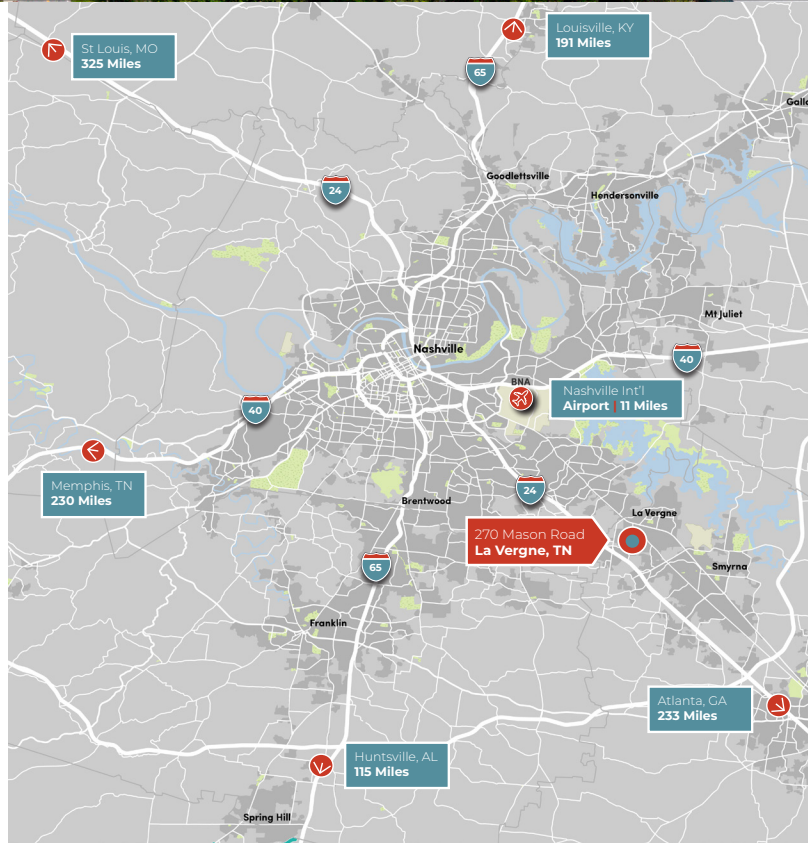 St Louis, MO
325 Miles
Louisville, KY
191 Miles
65
Goodlettsville
24
Hendersonville
Mt Juliet
Nashville
40
BNA
Nashville Int'l
Airport | 11 Miles
40
Memphis, TN
230 Miles
Brentwood
24
La Vergne
270 Mason Road
La Vergne, TN
65
Smyrna
Franklin
Atlanta, GA
233 Miles
Huntsville, AL
115 Miles
Spring Hill